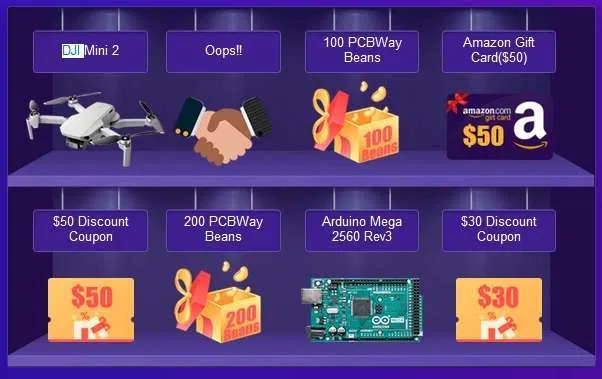 DJI Mini 2
Oops!!
100 PCBWay
Beans
Amazon Gift
Card($50)
100
Beans
amazon.com
gift card
$50 a
$50 Discount
Coupon
200 PCBWay
Beans
Arduino Mega
2560 Rev3
$30 Discount
Coupon
$50
%
200
Beans
ARDUINO
$30
%